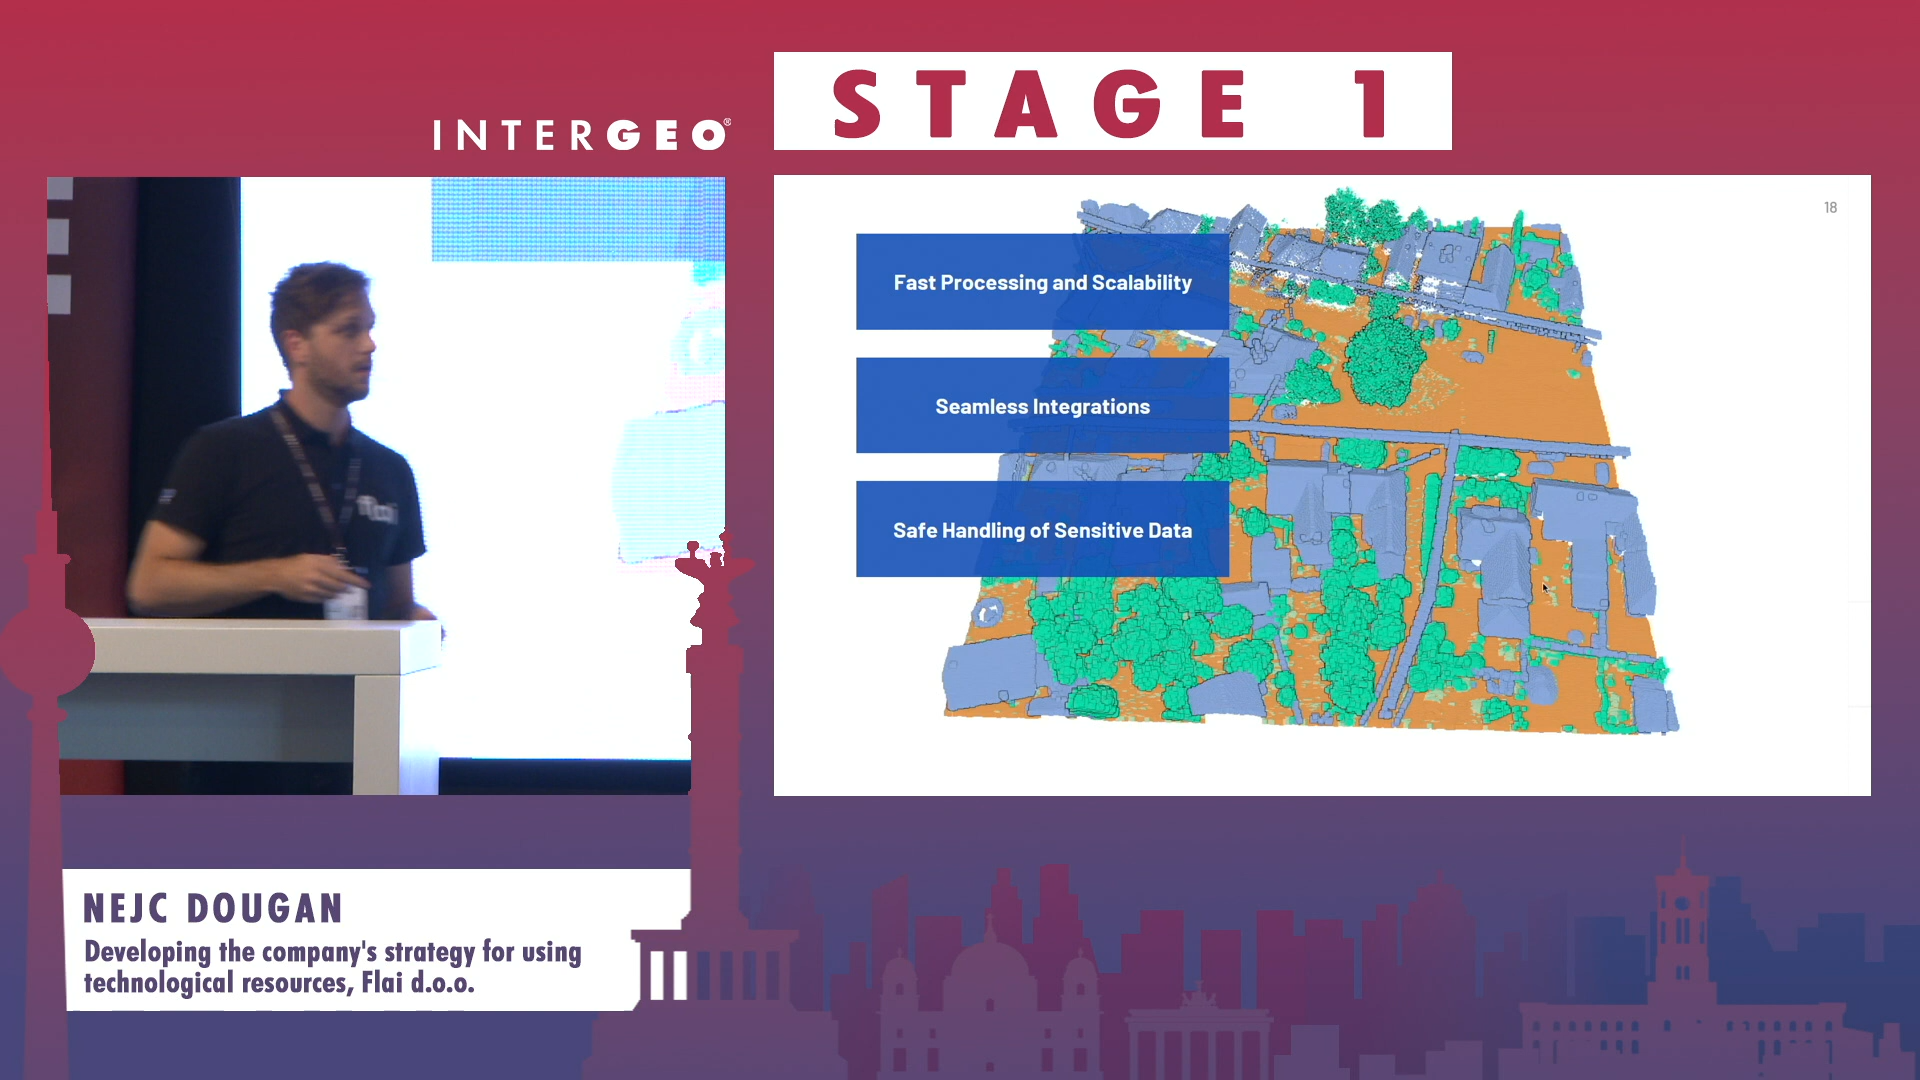 INTERGEO®
STAGE 1
18
Fast Processing and Scalability
Seamless Integrations
Safe Handling of Sensitive Data
flai
NEJC DOUGAN
Developing the company's strategy for using
technological resources, Flai d.o.o.